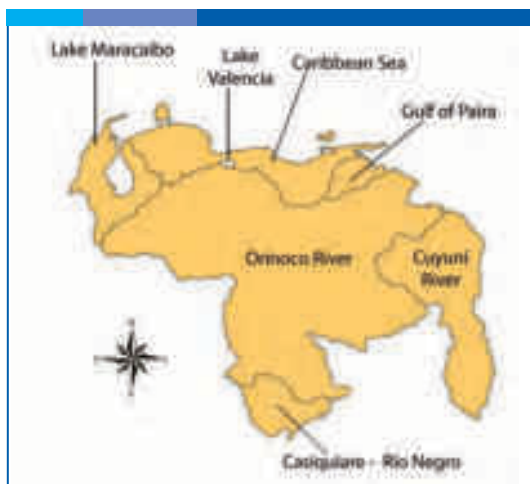 Lake Maracaibo
Lake
Valencia
Caribbean Sea
Gulf of Paira
Orinoco River
Cuyuni
River
Casiquiare - Rio Negro